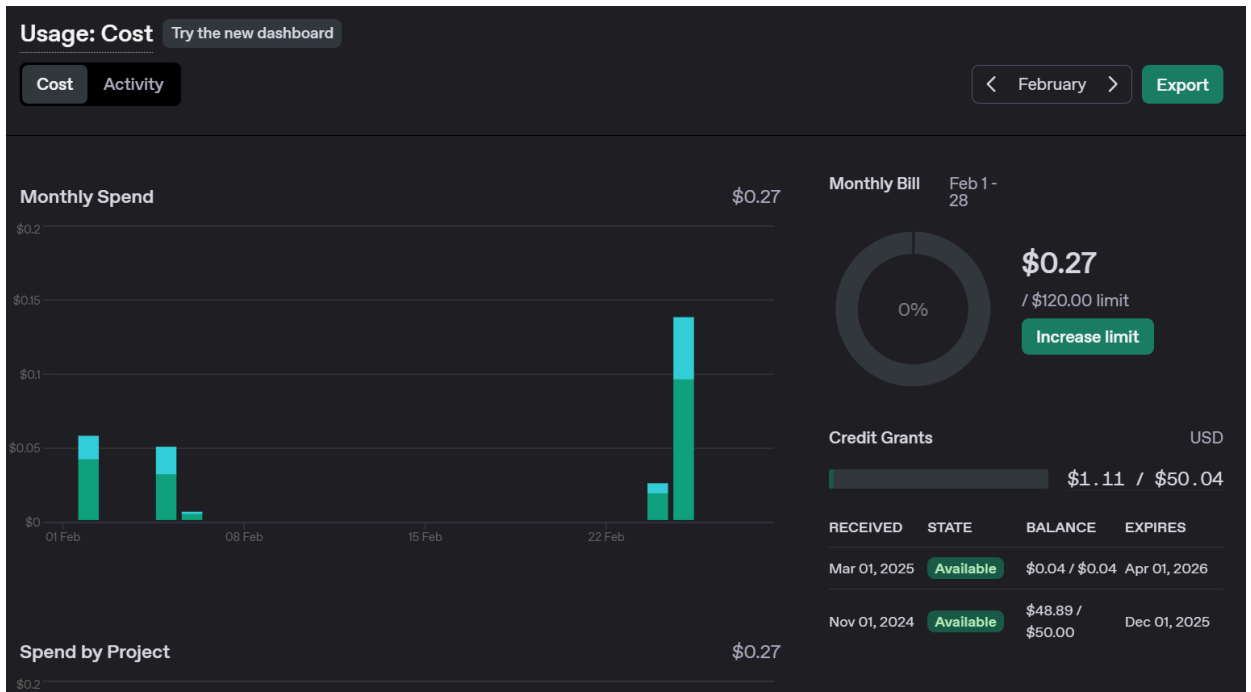 Usage: Cost
Try the new dashboard
Cost
Activity
February
Export
Monthly Spend
$0.27
$0.2
$0.15
$0.1
$0.05
$0
01 Feb
08 Feb
15 Feb
22 Feb
Spend by Project
$0.27
$0.2
Monthly Bill
Feb 1 -
28
0%
$0.27
/ $120.00 limit
Increase limit
Credit Grants
USD
$1.11 / $50.04
RECEIVED STATE BALANCE EXPIRES
Mar 01, 2025 Available $0.04 / $0.04 Apr 01, 2026
Nov 01, 2024 Available $48.89 / Dec 01, 2025
$50.00